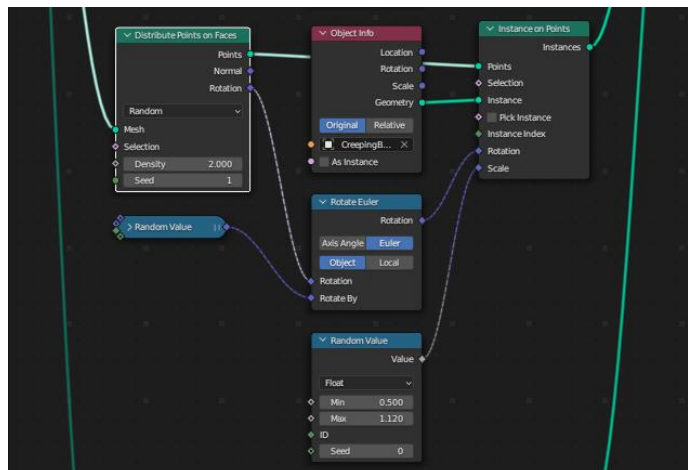 Distribute Points on Faces
Points
Normal
Rotation
Random
Mesh
Selection
Density 2.000
Seed 1
Random Value
Object Info
Location
Rotation
Scale
Geometry
Original Relative
CreepingB...
As Instance
Rotate Euler
Rotation
Axis Angle Euler
Object Local
Rotation
Rotate By
Random Value
Value
Float
Min 0.500
Max 1.120
ID
Seed 0
Instance on Points
Instances
Points
Selection
Instance
Pick Instance
Instance Index
Rotation
Scale